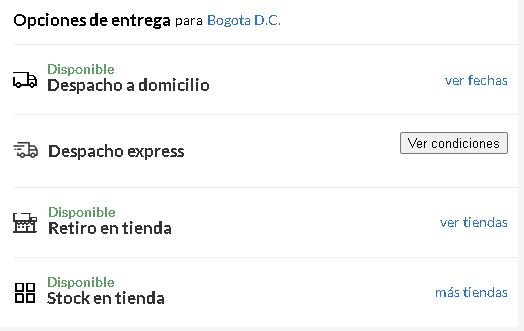 Opciones de entrega para Bogota D.C.
Disponible
Despacho a domicilio
ver fechas
Despacho express
Ver condiciones
Disponible
Retiro en tienda
ver tiendas
Disponible
Stock en tienda
más tiendas